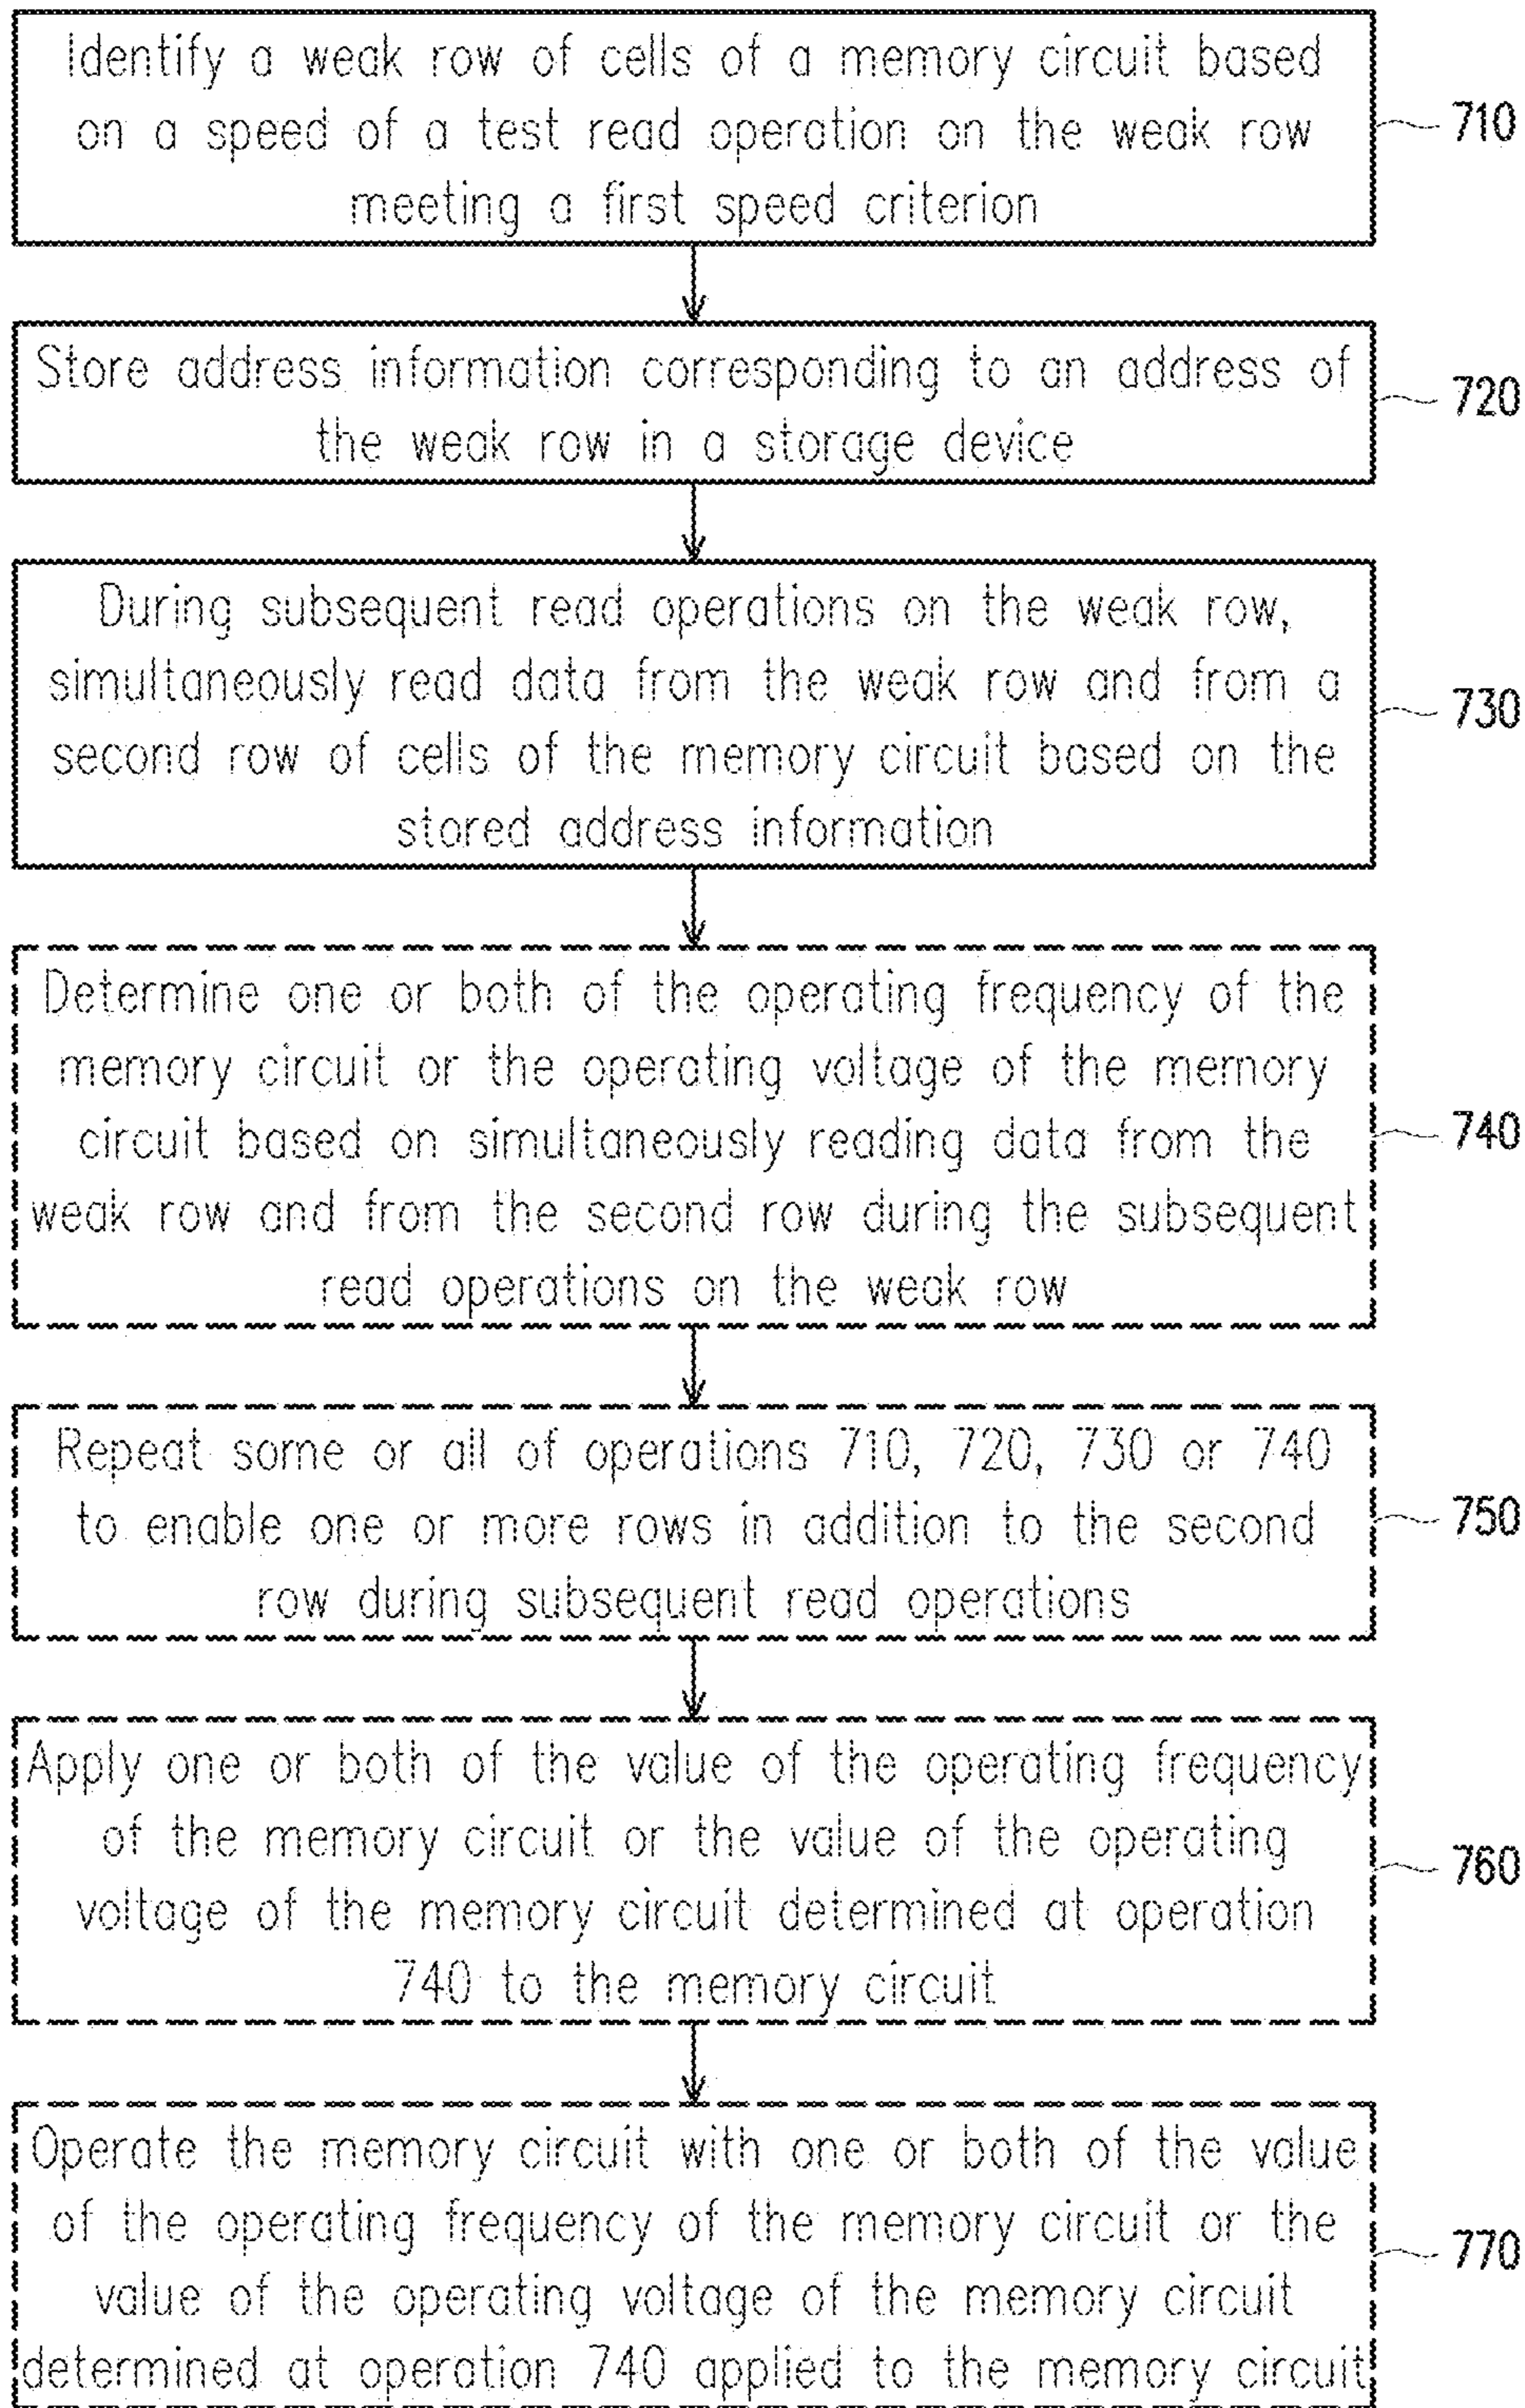 Identify a weak row of cells of a memory circuit based
on a speed of a test read operation on the weak row
meeting a first speed criterion
710
Store address information corresponding to an address of
the weak row in a storage device
720
During subsequent read operations on the weak row,
simultaneously read data from the weak row and from a
second row of cells of the memory circuit based on the
stored address information
730
Determine one or both of the operating frequency of the
memory circuit or the operating voltage of the memory
circuit based on simultaneously reading data from the
weak row and from the second row during the subsequent
read operations on the weak row
740
Repeat some or all of operations 710, 720, 730 or 740
to enable one or more rows in addition to the second
row during subsequent read operations
750
Apply one or both of the value of the operating frequency
of the memory circuit or the value of the operating
voltage of the memory circuit determined at operation
740 to the memory circuit
760
Operate the memory circuit with one or both of the value
of the operating frequency of the memory circuit or the
value of the operating voltage of the memory circuit
determined at operation 740 applied to the memory circuit
770